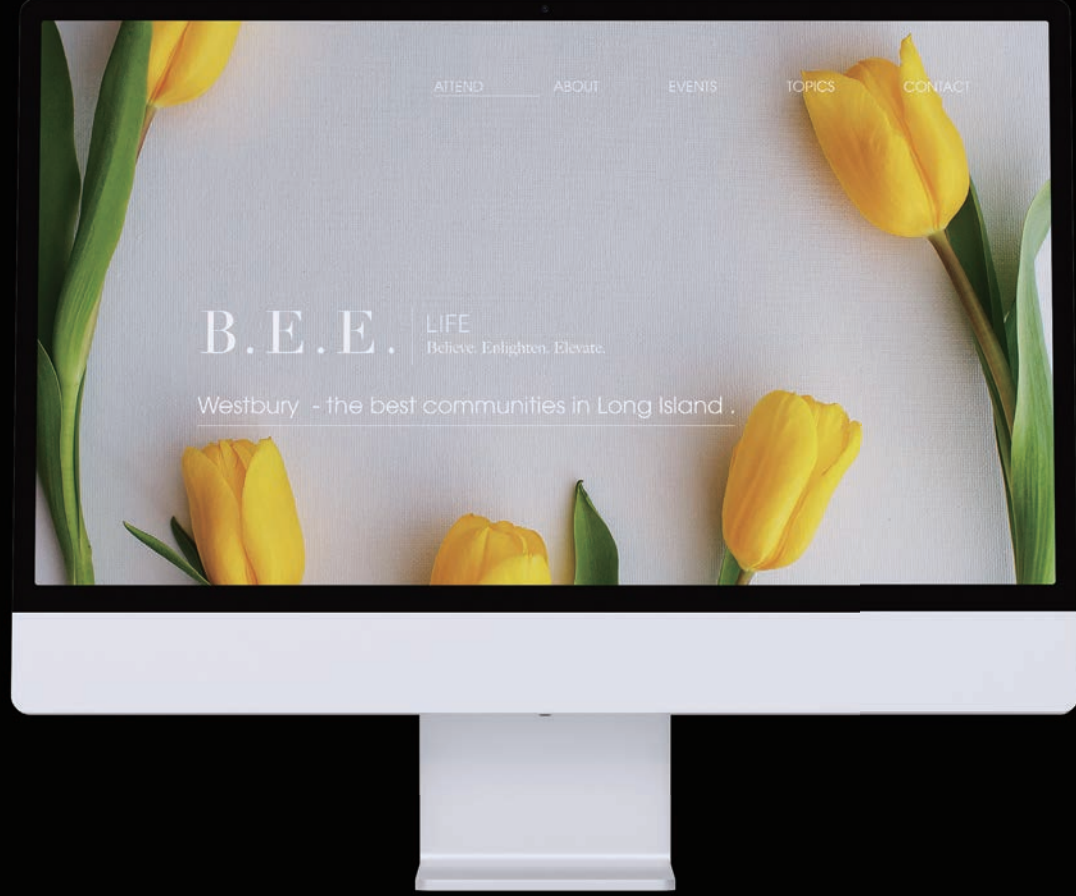 ATTEND ABOUT EVENTS TOPICS CONTACT
B.E.E. LIFE
Believe. Enlighten. Elevate.
Westbury - the best communities in Long Island .